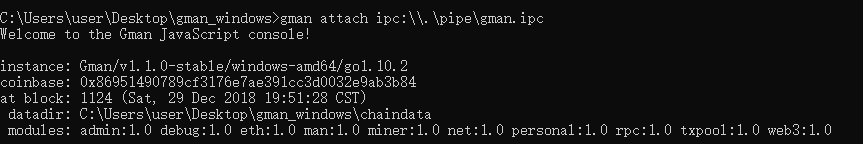 C:\Users\user\Desktop\gman_windows>gman attach ipc:\\.\pipe\gman.ipc
Welcome to the Gman JavaScript console!
instance: Gman/v1.1.0-stable/windows-amd64/go1.10.2
coinbase: 0x86951490789cf3176e7ae391cc3d0032e9ab3b84
at block: 1124 (Sat, 29 Dec 2018 19:51:28 CST)
datadir: C:\Users\user\Desktop\gman_windows\chaindata
modules: admin:1.0 debug:1.0 eth:1.0 man:1.0 miner:1.0 net:1.0 personal:1.0 rpc:1.0 txpool:1.0 web3:1.0